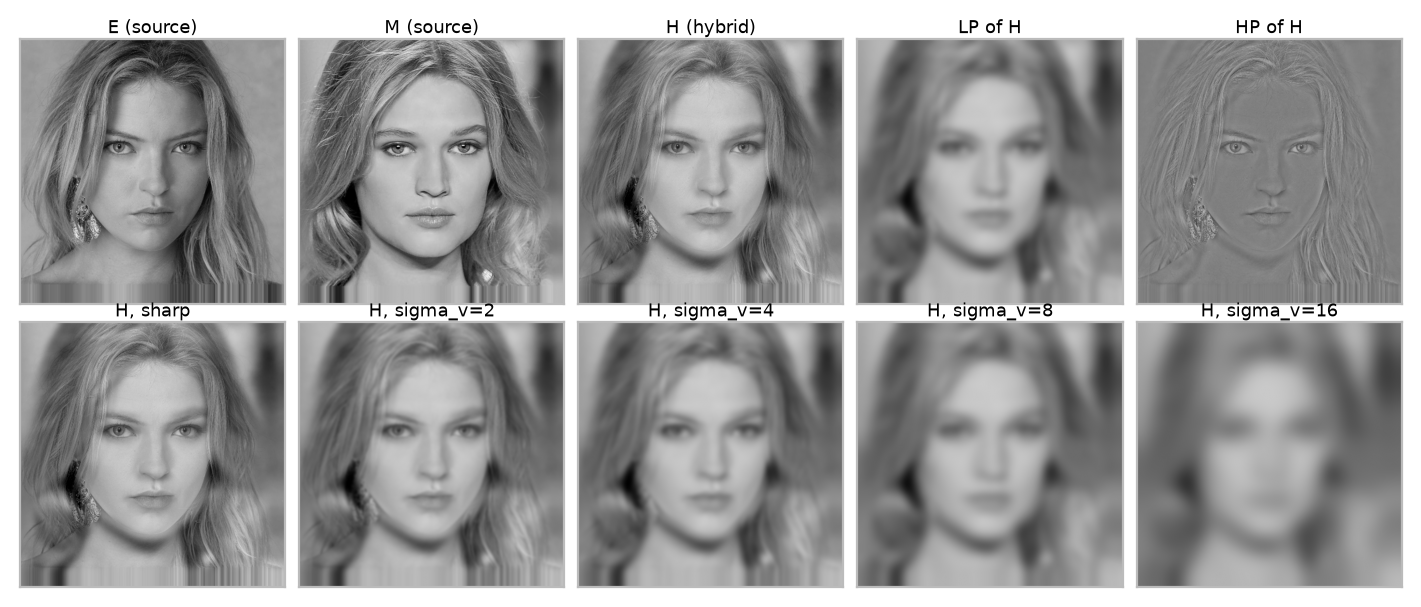 E (source)
M (source)
H (hybrid)
LP of H
HP of H
H, sharp
H, sigma_v=2
H, sigma_v=4
H, sigma_v=8
H, sigma_v=16